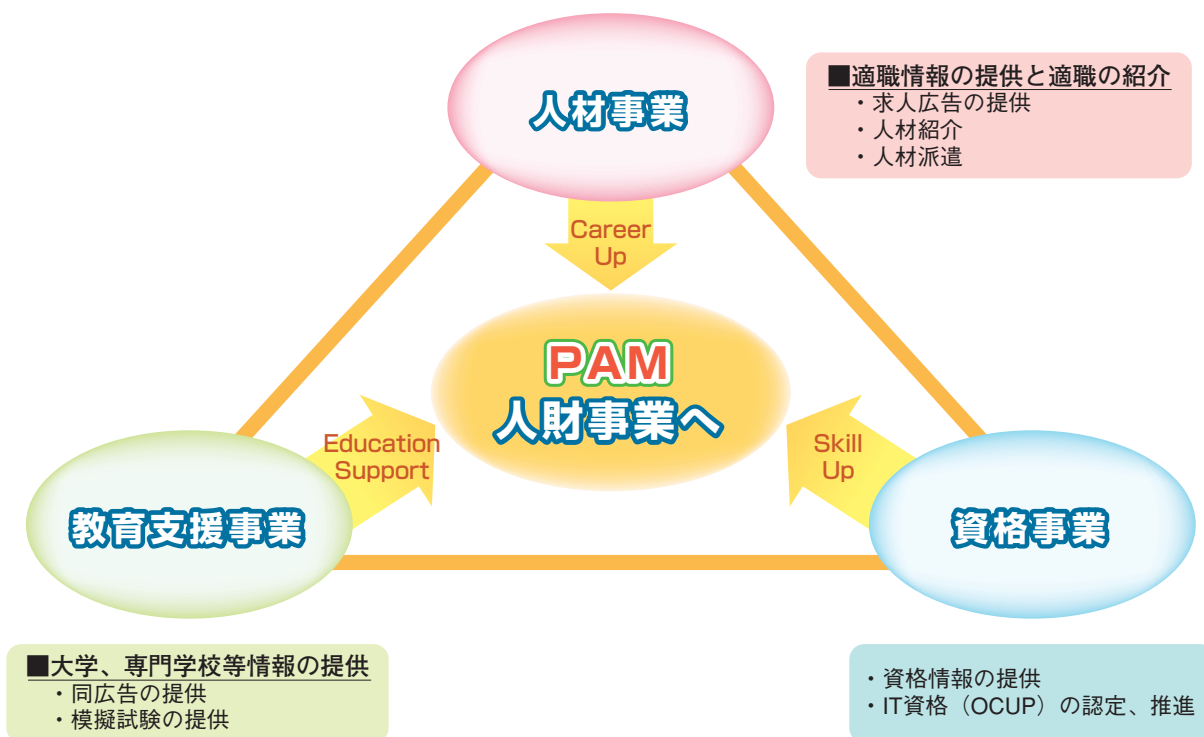 人材事業
■適職情報の提供と適職の紹介
・求人広告の提供
・人材紹介
・人材派遣
Career
Up
PAM
人財事業へ
Education
Support
Skill
Up
教育支援事業
資格事業
■大学、専門学校等情報の提供
・同広告の提供
・模擬試験の提供
・資格情報の提供
・IT資格（OCUP）の認定、推進